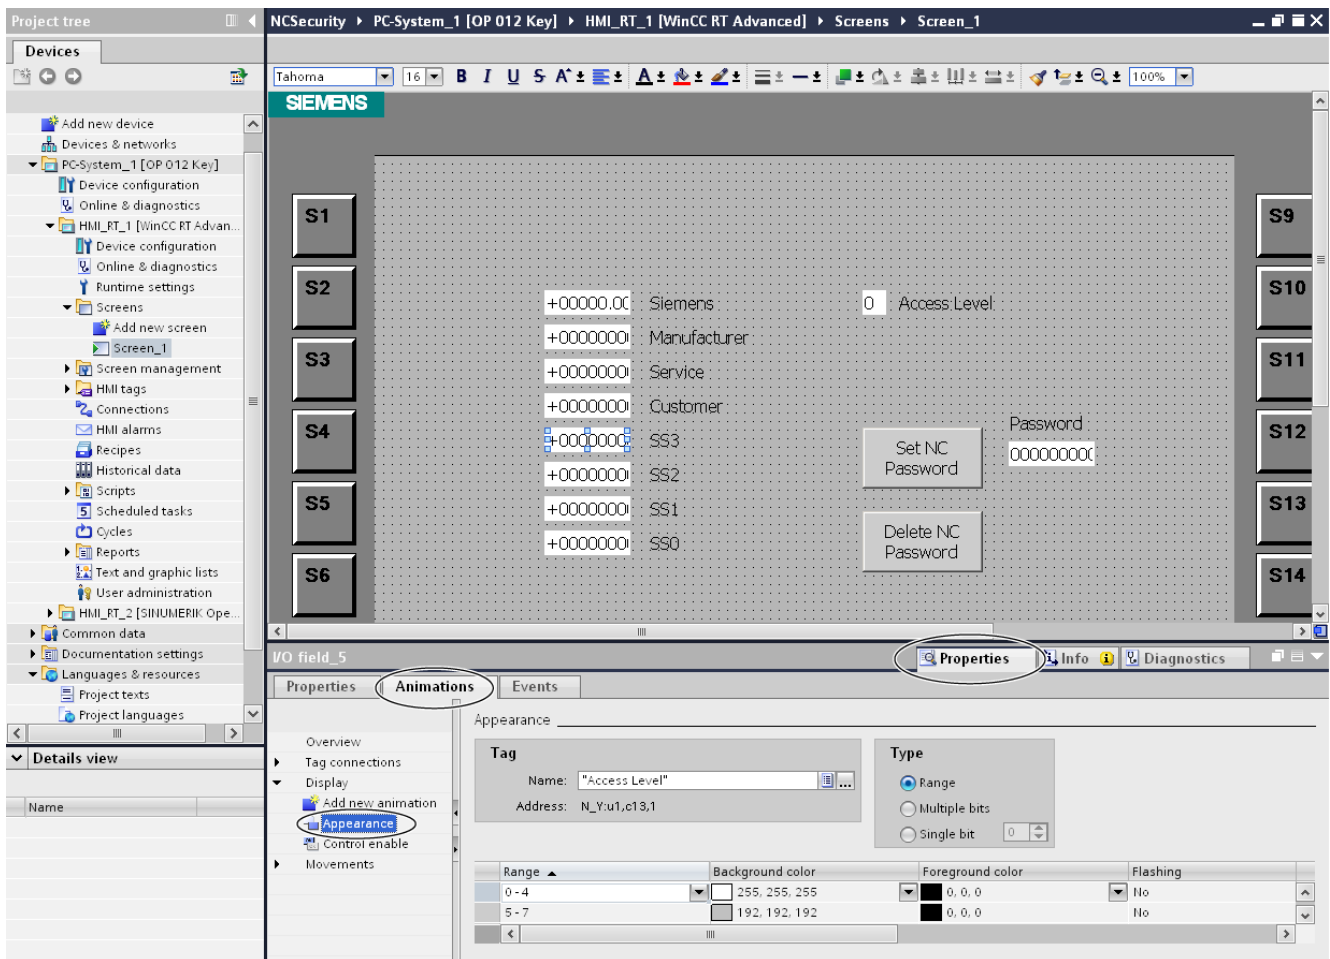 Project tree
NCSecurity ▸ PC-System_1 [OP 012 Key] ▸ HMI_RT_1 [WinCC RT Advanced] ▸ Screens ▸ Screen_1
Devices
Tahoma 16 B I U S A 100%
SIEMENS
Add new device
Devices & networks
PC-System_1 [OP 012 Key]
Device configuration
Online & diagnostics
HMI_RT_1 [WinCC RT Advan...
Device configuration
Online & diagnostics
Runtime settings
Screens
Add new screen
Screen_1
Screen management
HMI tags
Connections
HMI alarms
Recipes
Historical data
Scripts
Scheduled tasks
Cycles
Reports
Text and graphic lists
User administration
HMI_RT_2 [SINUMERIK Ope...
Common data
Documentation settings
Languages & resources
Project texts
Project languages
Details view
Name
S1
S2
S3
S4
S5
S6
+00000.00 Siemens
+0000000 Manufacturer
+0000000 Service
+0000000 Customer
+0000000 SS3
+0000000 SS2
+0000000 SS1
+0000000 SS0
0 Access Level
Password
000000000
Set NC
Password
Delete NC
Password
S9
S10
S11
S12
S13
S14
I/O field_5
Properties
Info
Diagnostics
Properties
Animations
Events
Overview
Tag connections
Display
Add new animation
Appearance
Control enable
Movements
Appearance
Tag
Name: "Access Level"
Address: N_Y:u1,c13,1
Type
Range
Multiple bits
Single bit 0
Range Background color Foreground color Flashing
0 - 4 255, 255, 255 0, 0, 0 No
5 - 7 192, 192, 192 0, 0, 0 No